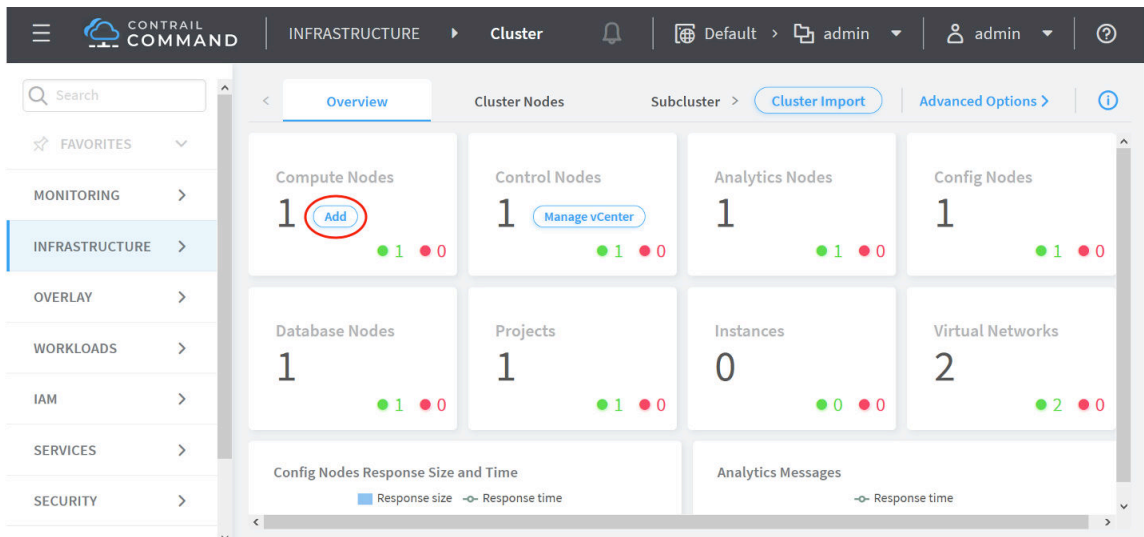 CONTRAIL
COMMAND
INFRASTRUCTURE Cluster Default > admin admin
Search
< Overview Cluster Nodes Subcluster > Cluster Import Advanced Options >
FAVORITES
MONITORING
INFRASTRUCTURE
OVERLAY
WORKLOADS
IAM
SERVICES
SECURITY
Compute Nodes
1 Add
1 0
Control Nodes
1 Manage vCenter
1 0
Analytics Nodes
1
1 0
Config Nodes
1
1 0
Database Nodes
1
1 0
Projects
1
1 0
Instances
0
0 0
Virtual Networks
2
2 0
Config Nodes Response Size and Time
Response size Response time
Analytics Messages
Response time